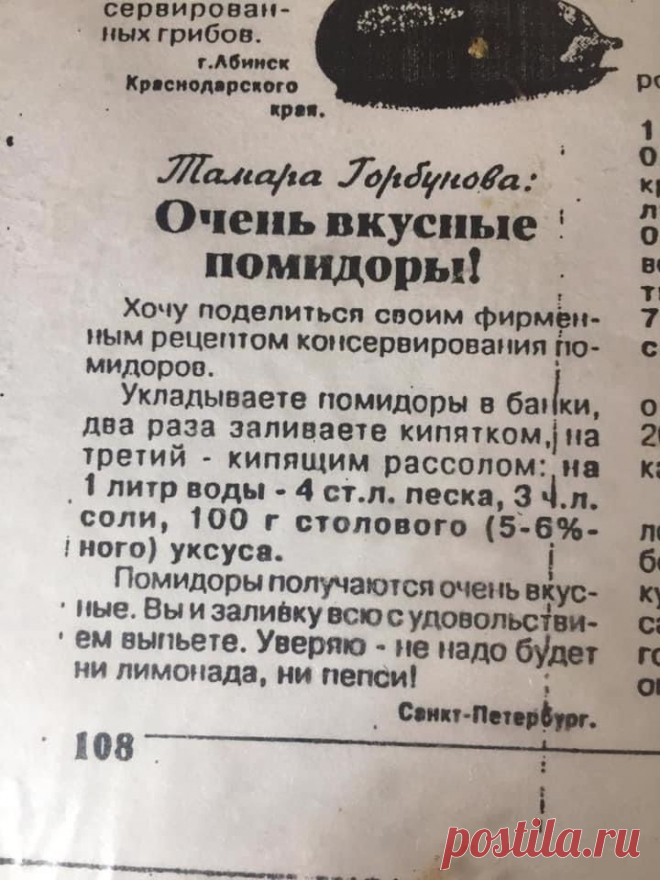 сервирован-
ных грибов.
г.Абинск
Краснодарского
края.
Тамара Горбунова:
Очень вкусные
помидоры!
Хочу поделиться своим фирмен-
ным рецептом консервирования по-
мидоров.
Укладываете помидоры в банки,
два раза заливаете кипятком, на
третий - кипящим рассолом: на
1 литр воды - 4 ст.л. песка, 3 ч.л.
соли, 100 г столового (5-6%-
ного) уксуса.
Помидоры получаются очень вкус-
ные. Вы и заливку всю с удовольстви-
ем выпьете. Уверяю - не надо будет
ни лимонада, ни пепси!
Санкт-Петербург.
108
postila.ru